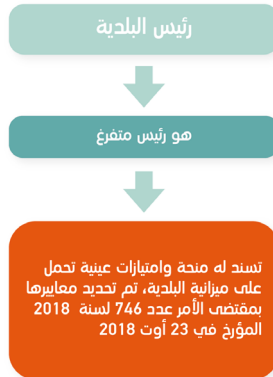 رئيس البلدية
هو رئيس متفرغ
تسند له منحة وامتيازات عينية تحمل
على ميزانية البلدية، تم تحديد معاييرها
بمقتضى الأمر عدد 746 لسنة 2018
المؤرخ في 23 أوت 2018